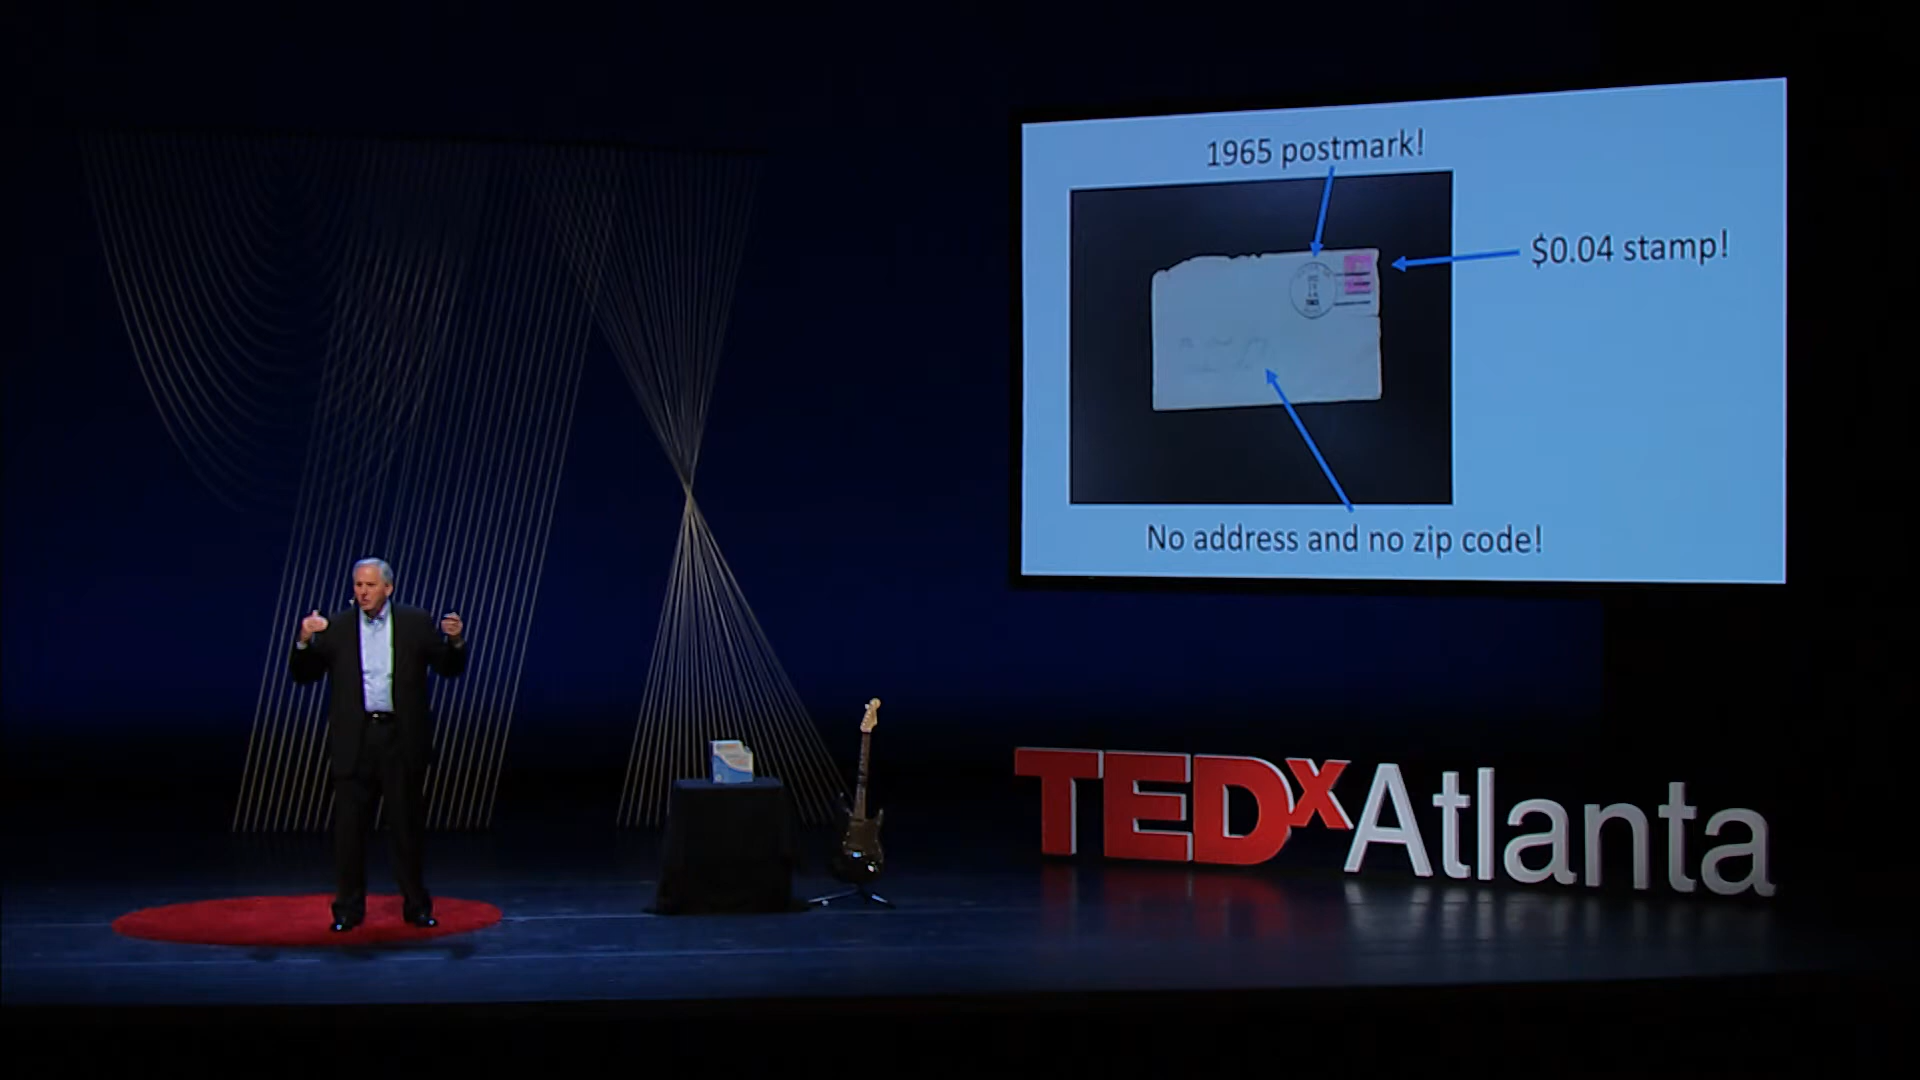 1965 postmark!
$0.04 stamp!
No address and no zip code!
TEDxAtlanta